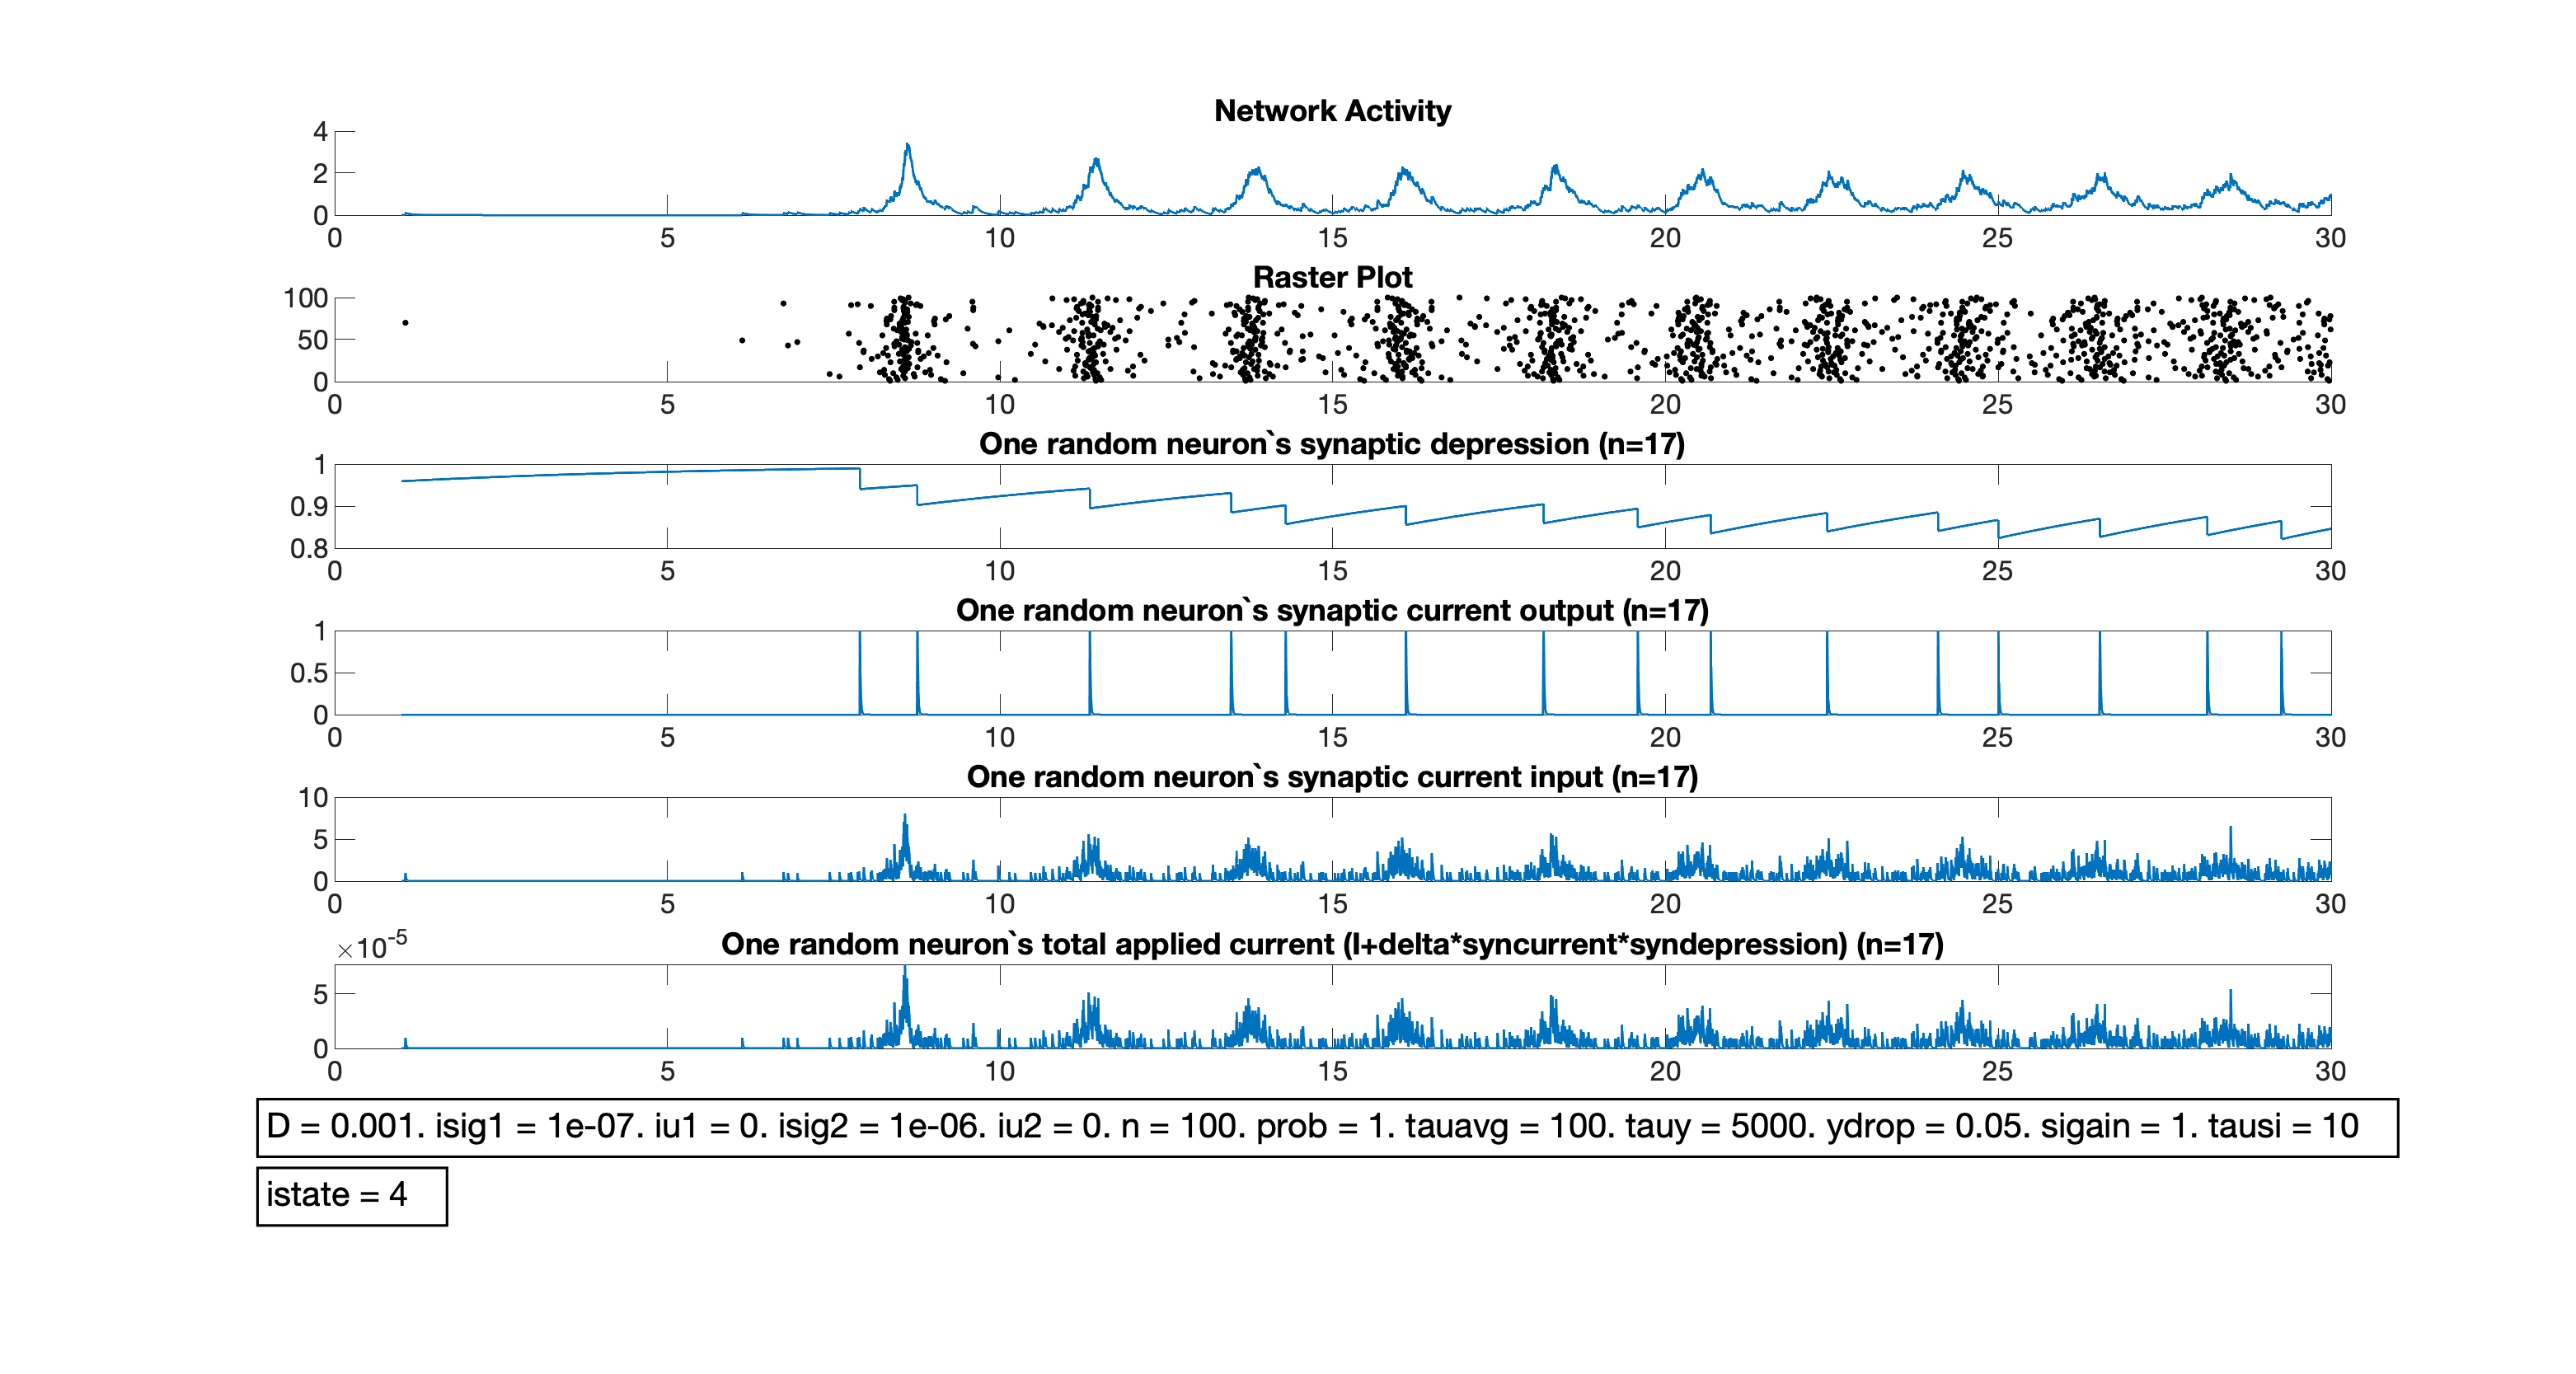 Network Activity
4
2
0
0 5 10 15 20 25 30
Raster Plot
100
50
0
0 5 10 15 20 25 30
One random neuron`s synaptic depression (n=17)
1
0.9
0.8
0 5 10 15 20 25 30
One random neuron`s synaptic current output (n=17)
1
0.5
0
0 5 10 15 20 25 30
One random neuron`s synaptic current input (n=17)
10
5
0
0 5 10 15 20 25 30
×10-5
One random neuron`s total applied current (I+delta*syncurrent*syndepression) (n=17)
5
0
0 5 10 15 20 25 30
D = 0.001. isig1 = 1e-07. iu1 = 0. isig2 = 1e-06. iu2 = 0. n = 100. prob = 1. tauavg = 100. tauy = 5000. ydrop = 0.05. sigain = 1. tausi = 10
istate = 4